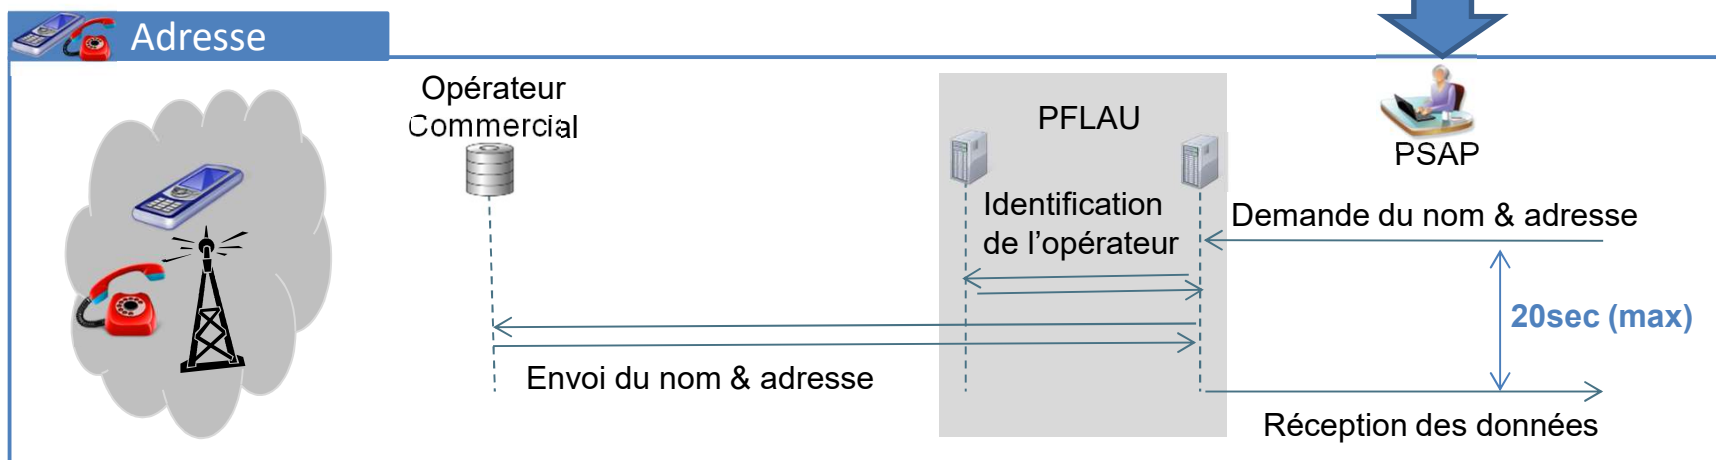 Adresse
Opérateur
Commercial
PFLAU
PSAP
Identification
de l’opérateur
Demande du nom & adresse
20sec (max)
Envoi du nom & adresse
Réception des données